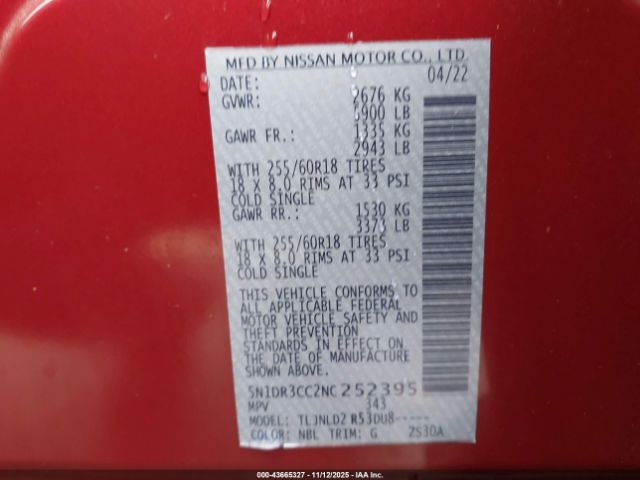 MFD BY NISSAN MOTOR CO., LTD.
DATE: 04/22
GVWR: 2676 KG
5900 LB
GAWR FR.: 1335 KG
2943 LB
WITH 255/60R18 TIRES
18 X 8.0 RIMS AT 33 PSI
COLD SINGLE
GAWR RR.: 1530 KG
3373 LB
WITH 255/60R18 TIRES
18 X 8.0 RIMS AT 33 PSI
COLD SINGLE
THIS VEHICLE CONFORMS TO
ALL APPLICABLE FEDERAL
MOTOR VEHICLE SAFETY AND
THEFT PREVENTION
STANDARDS IN EFFECT ON
THE DATE OF MANUFACTURE
SHOWN ABOVE.
5N1DR3CC2NC252395
MPV 343
MODEL: TLJNLD2 R53DU8-----
COLOR: NBL TRIM: G 2S30A
000-43665327 - 11/12/2025 - IAAI.COM